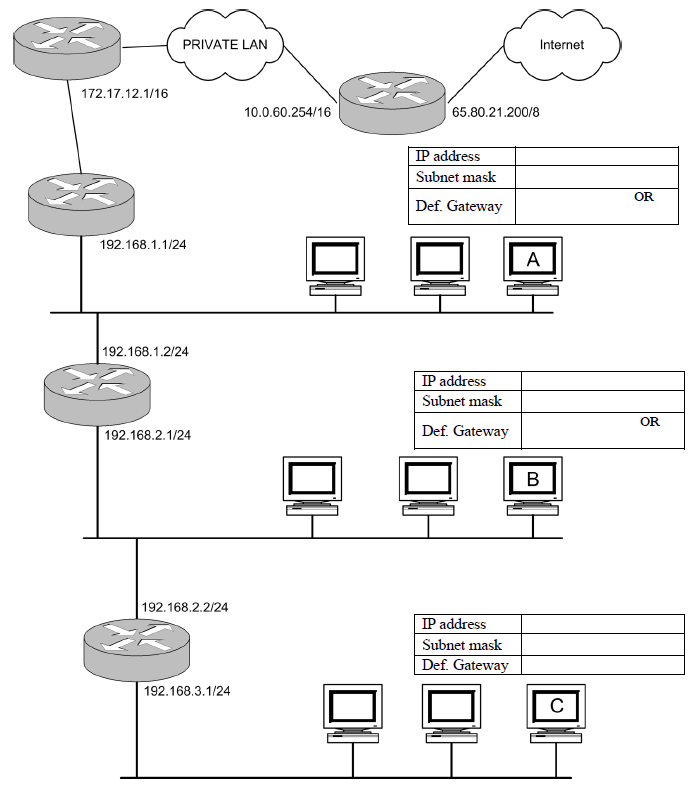 PRIVATE LAN
Internet
172.17.12.1/16
10.0.60.254/16
65.80.21.200/8
IP address
Subnet mask
OR
Def. Gateway
192.168.1.1/24
A
192.168.1.2/24
192.168.2.1/24
IP address
Subnet mask
OR
Def. Gateway
B
192.168.2.2/24
192.168.3.1/24
IP address
Subnet mask
Def. Gateway
C